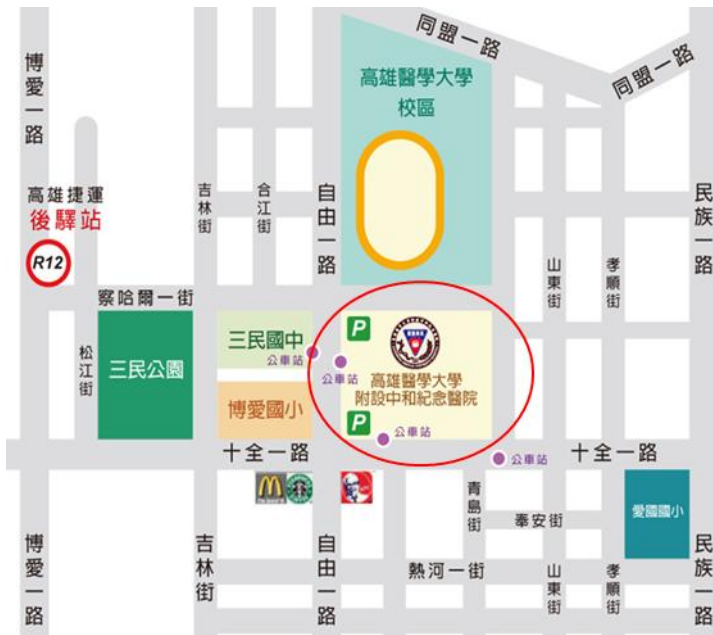 同盟一路
同盟一路
博愛一路
高雄醫學大學
校區
高雄捷運
後驛站
R12
吉林街
合江街
自由一路
山東街
孝順街
民族一路
察哈爾一街
松江街
三民公園
三民國中
公車站
公車站
博愛國小
P
高雄醫學大學
附設中和紀念醫院
P
公車站
十全一路
公車站
十全一路
KFC
青島街
奉安街
愛國國小
博愛一路
吉林街
自由一路
熱河一街
山東街
孝順街
民族一路